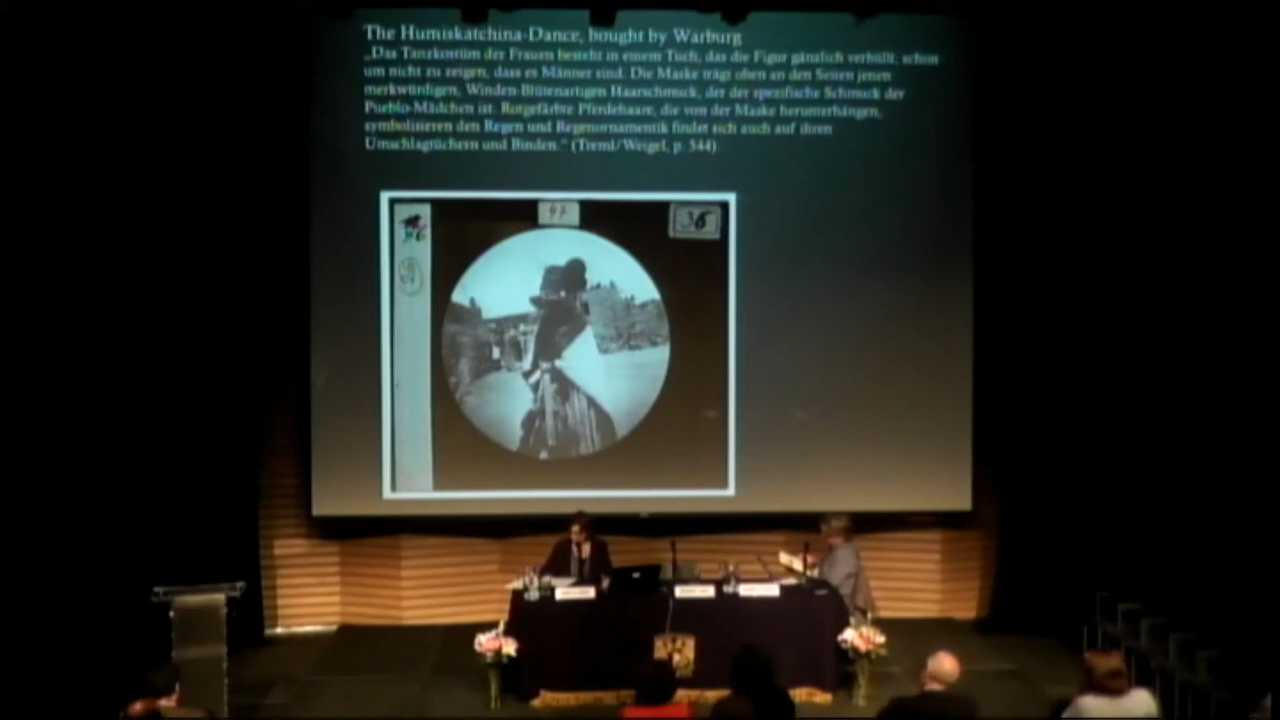 The Humiskatchina-Dance, bought by Warburg
„Das Tanzkostüm der Frauen besteht in einem Tuch, das die Figur gänzlich verhüllt, schon
um nicht zu zeigen, dass es Männer sind. Die Maske trägt oben an den Seiten jenen
merkwürdigen, Winden-Blütenartigen Haarschmuck, der der spezifische Schmuck der
Pueblo-Mädchen ist. Rotgefärbte Pferdehaare, die von der Maske herunterhängen,
symbolisieren den Regen und Regenornamentik findet sich auch auf ihren
Umschlagtüchern und Binden.“ (Treml/Weigel, p. 544).
47
36